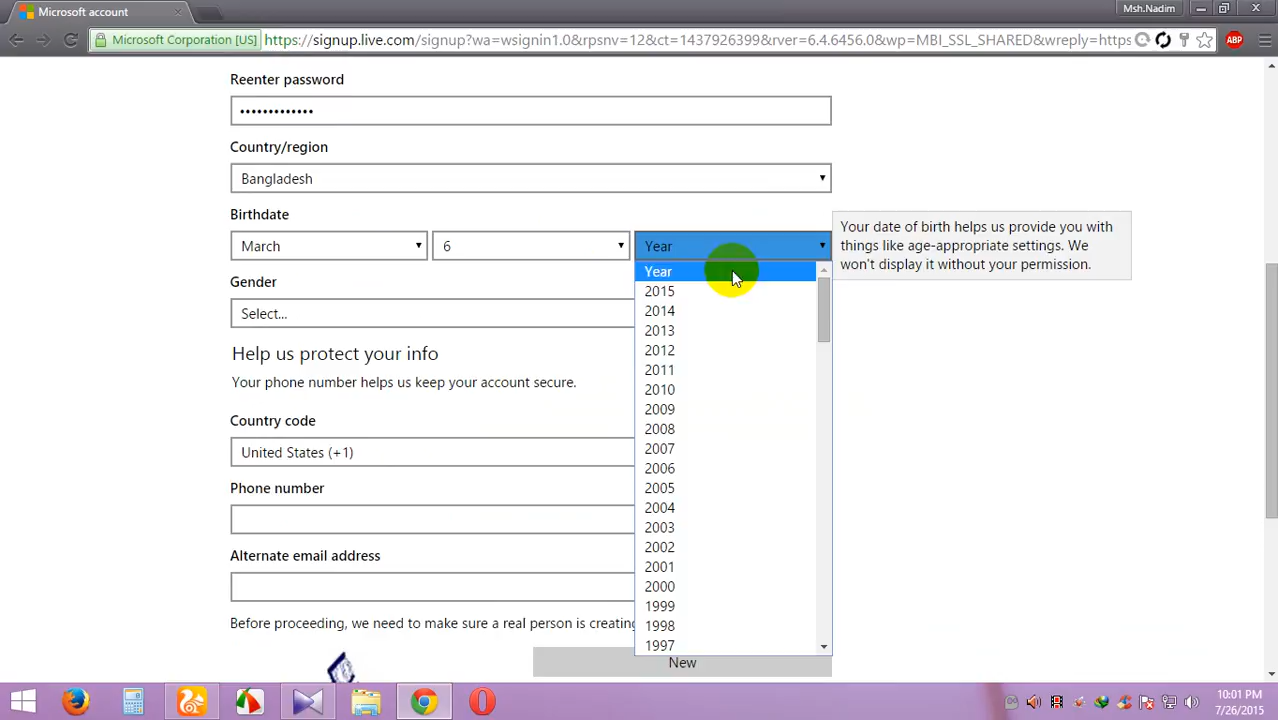 Microsoft account
Msh.Nadim
Microsoft Corporation [US] https://signup.live.com/signup?wa=wsignin1.0&rpsnv=12&ct=1437926399&rver=6.4.6456.0&wp=MBI_SSL_SHARED&wreply=https
ABP
Reenter password
•••••••••••••
Country/region
Bangladesh
Birthdate
March 6 Year
Your date of birth helps us provide you with
things like age-appropriate settings. We
won't display it without your permission.
Year
2015
2014
2013
2012
2011
2010
2009
2008
2007
2006
2005
2004
2003
2002
2001
2000
1999
1998
1997
Gender
Select...
Help us protect your info
Your phone number helps us keep your account secure.
Country code
United States (+1)
Phone number
Alternate email address
Before proceeding, we need to make sure a real person is creating
New
10:01 PM
7/26/2015